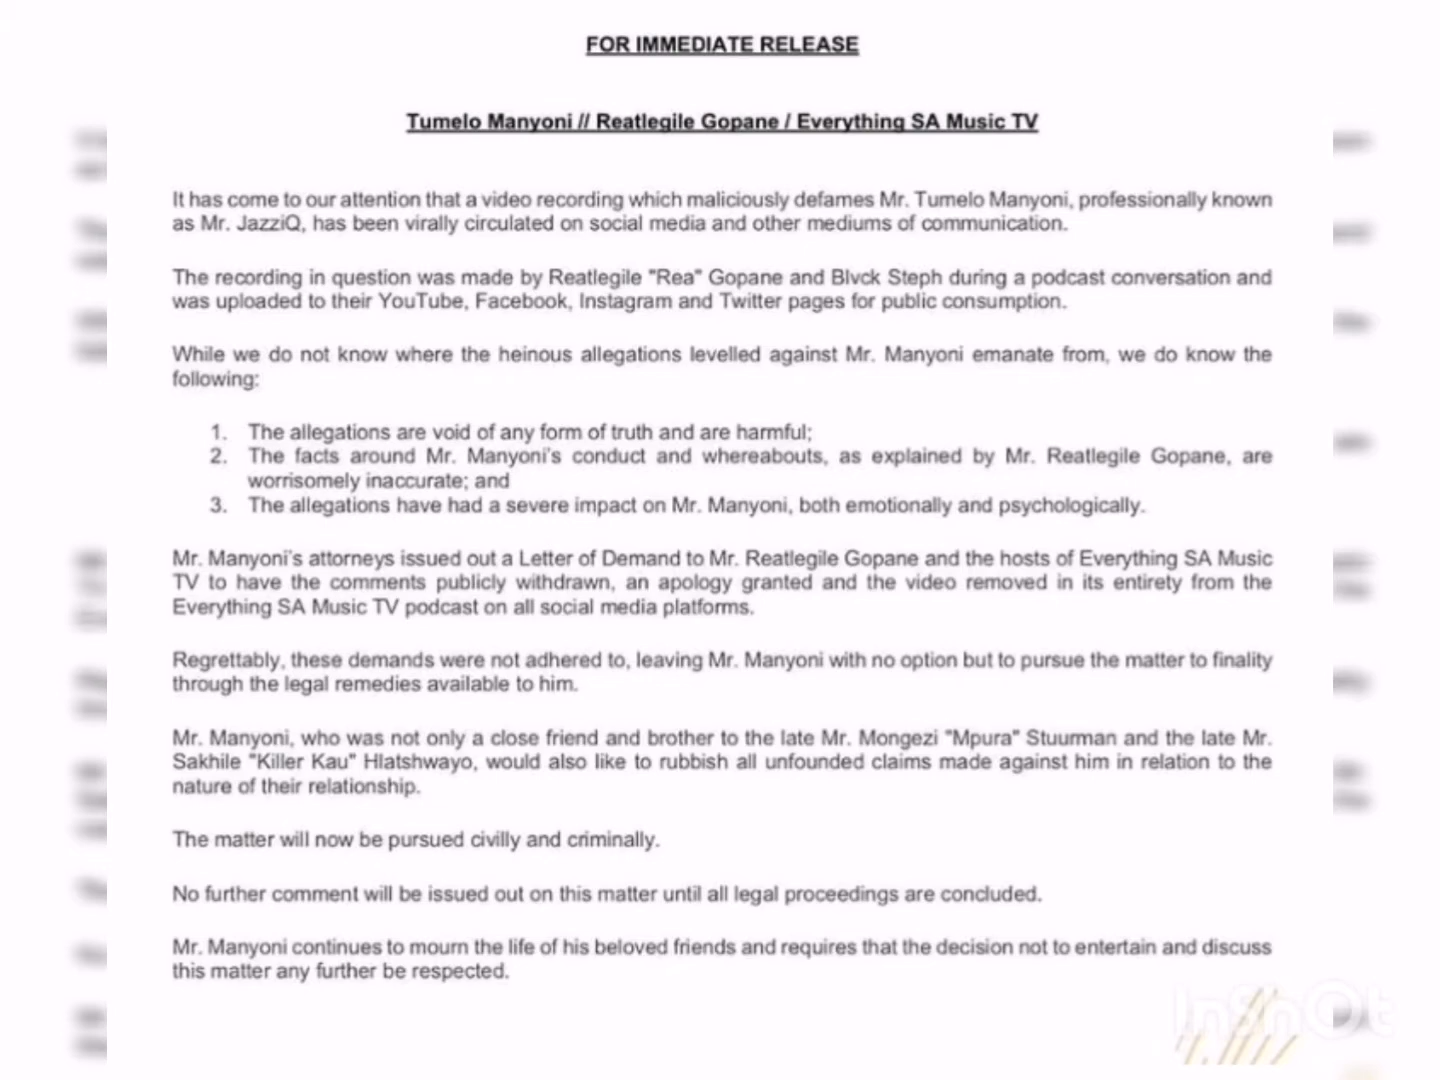 FOR IMMEDIATE RELEASE
Tumelo Manyoni // Reatlegile Gopane / Everything SA Music TV
It has come to our attention that a video recording which maliciously defames Mr. Tumelo Manyoni, professionally known
as Mr. JazziQ, has been virally circulated on social media and other mediums of communication.
The recording in question was made by Reatlegile "Rea" Gopane and Blvck Steph during a podcast conversation and
was uploaded to their YouTube, Facebook, Instagram and Twitter pages for public consumption.
While we do not know where the heinous allegations levelled against Mr. Manyoni emanate from, we do know the
following:
1. The allegations are void of any form of truth and are harmful;
2. The facts around Mr. Manyoni's conduct and whereabouts, as explained by Mr. Reatlegile Gopane, are
worrisomely inaccurate; and
3. The allegations have had a severe impact on Mr. Manyoni, both emotionally and psychologically.
Mr. Manyoni's attorneys issued out a Letter of Demand to Mr. Reatlegile Gopane and the hosts of Everything SA Music
TV to have the comments publicly withdrawn, an apology granted and the video removed in its entirety from the
Everything SA Music TV podcast on all social media platforms.
Regrettably, these demands were not adhered to, leaving Mr. Manyoni with no option but to pursue the matter to finality
through the legal remedies available to him.
Mr. Manyoni, who was not only a close friend and brother to the late Mr. Mongezi "Mpura" Stuurman and the late Mr.
Sakhile "Killer Kau" Hlatshwayo, would also like to rubbish all unfounded claims made against him in relation to the
nature of their relationship.
The matter will now be pursued civilly and criminally.
No further comment will be issued out on this matter until all legal proceedings are concluded.
Mr. Manyoni continues to mourn the life of his beloved friends and requires that the decision not to entertain and discuss
this matter any further be respected.
InShOt